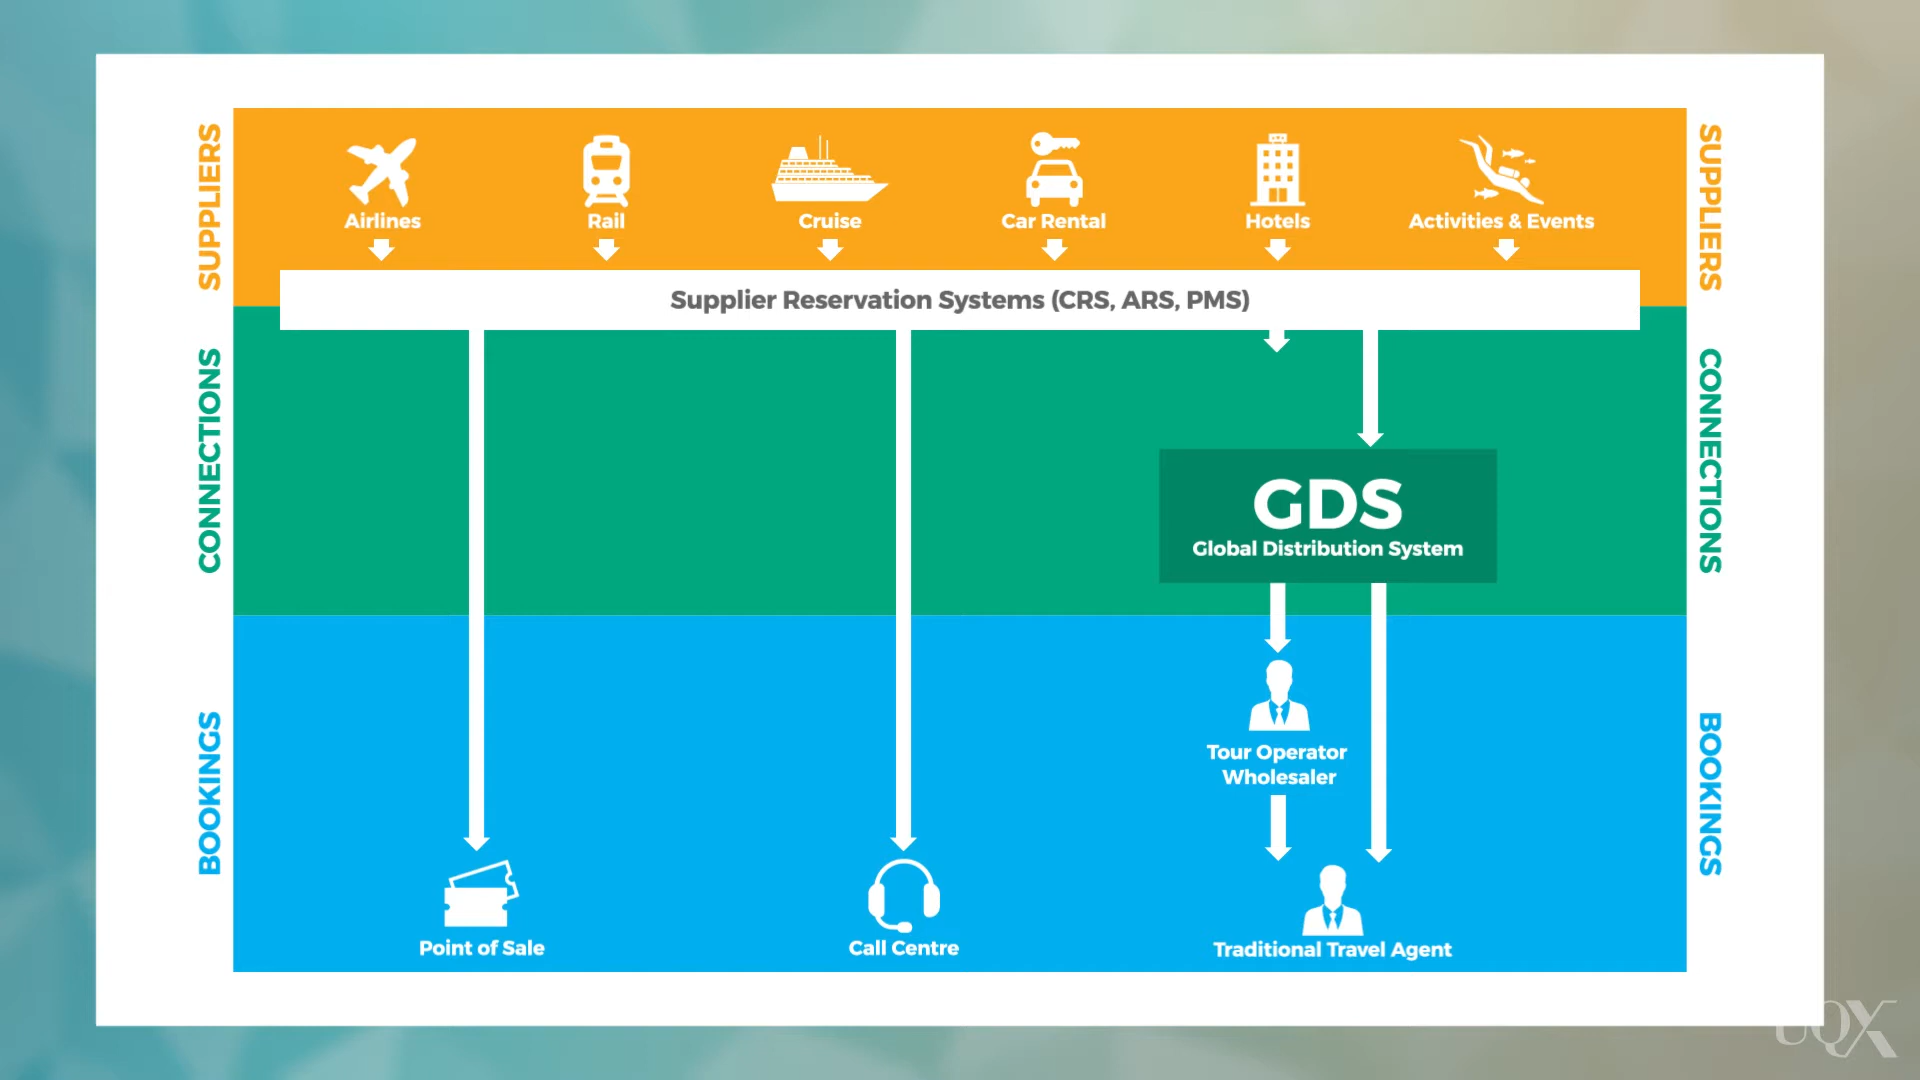 SUPPLIERS
SUPPLIERS
Airlines
Rail
Cruise
Car Rental
Hotels
Activities & Events
Supplier Reservation Systems (CRS, ARS, PMS)
CONNECTIONS
CONNECTIONS
GDS
Global Distribution System
BOOKINGS
BOOKINGS
Tour Operator
Wholesaler
Point of Sale
Call Centre
Traditional Travel Agent
UQX